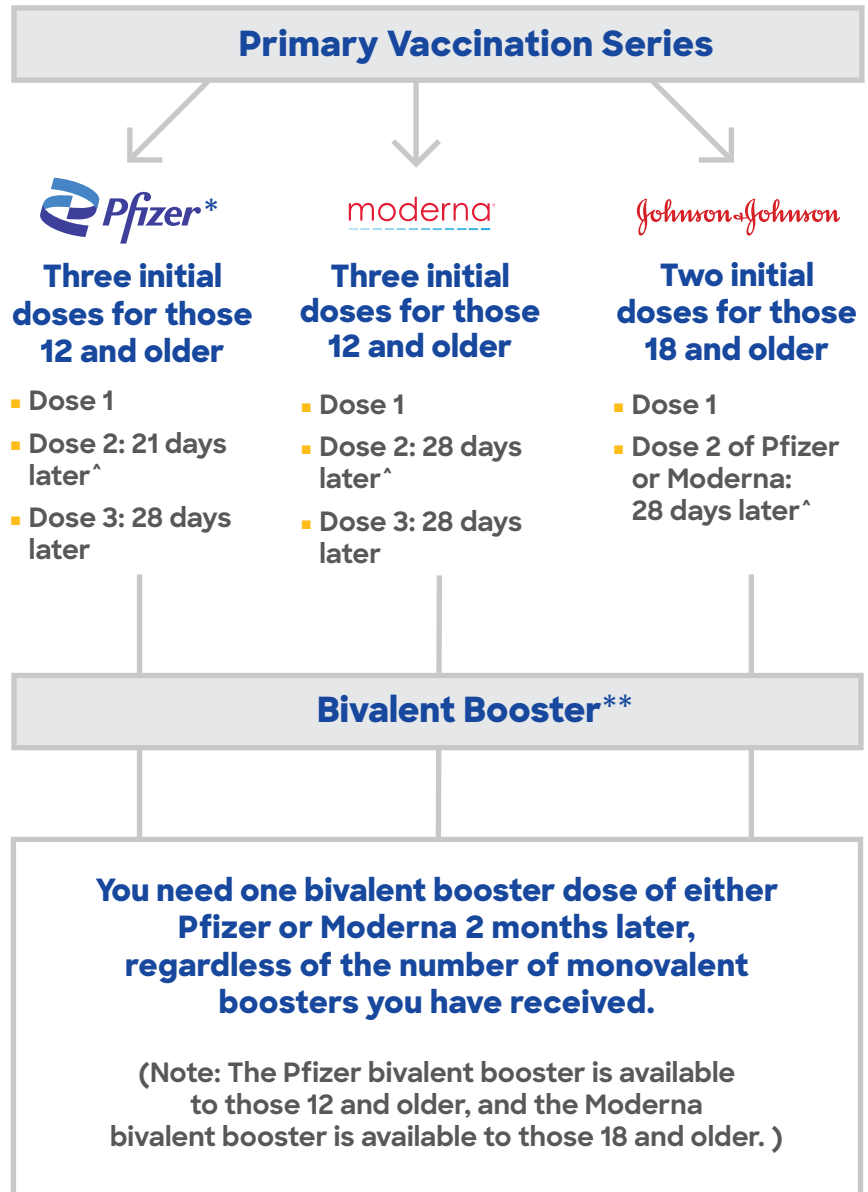 Primary Vaccination Series
Pfizer*
Three initial
doses for those
12 and older
Dose 1
Dose 2: 21 days
later^
Dose 3: 28 days
later
moderna
Three initial
doses for those
12 and older
Dose 1
Dose 2: 28 days
later^
Dose 3: 28 days
later
Johnson&Johnson
Two initial
doses for those
18 and older
Dose 1
Dose 2 of Pfizer
or Moderna:
28 days later^
Bivalent Booster**
You need one bivalent booster dose of either
Pfizer or Moderna 2 months later,
regardless of the number of monovalent
boosters you have received.
(Note: The Pfizer bivalent booster is available
to those 12 and older, and the Moderna
bivalent booster is available to those 18 and older. )